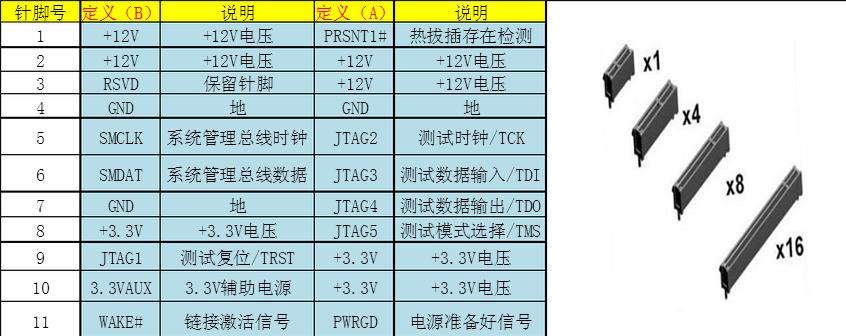 针脚号 定义（B） 说明 定义（A） 说明
1 +12V +12V电压 PRSNT1# 热拔插存在检测
2 +12V +12V电压 +12V +12V电压
3 RSVD 保留针脚 +12V +12V电压
4 GND 地 GND 地
5 SMCLK 系统管理总线时钟 JTAG2 测试时钟/TCK
6 SMDAT 系统管理总线数据 JTAG3 测试数据输入/TDI
7 GND 地 JTAG4 测试数据输出/TDO
8 +3.3V +3.3V电压 JTAG5 测试模式选择/TMS
9 JTAG1 测试复位/TRST +3.3V +3.3V电压
10 3.3VAUX 3.3V辅助电源 +3.3V +3.3V电压
11 WAKE# 链接激活信号 PWRGD 电源准备好信号
x1
x4
x8
x16